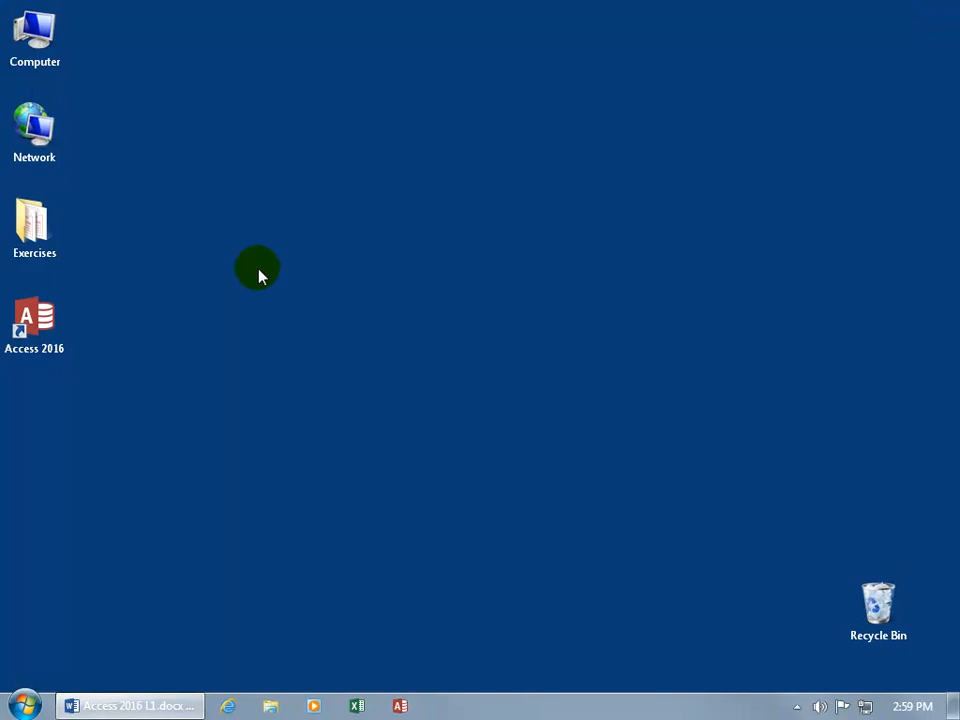 Computer
Network
Exercises
A
Access 2016
Recycle Bin
Access 2016 L1.docx ...
2:59 PM